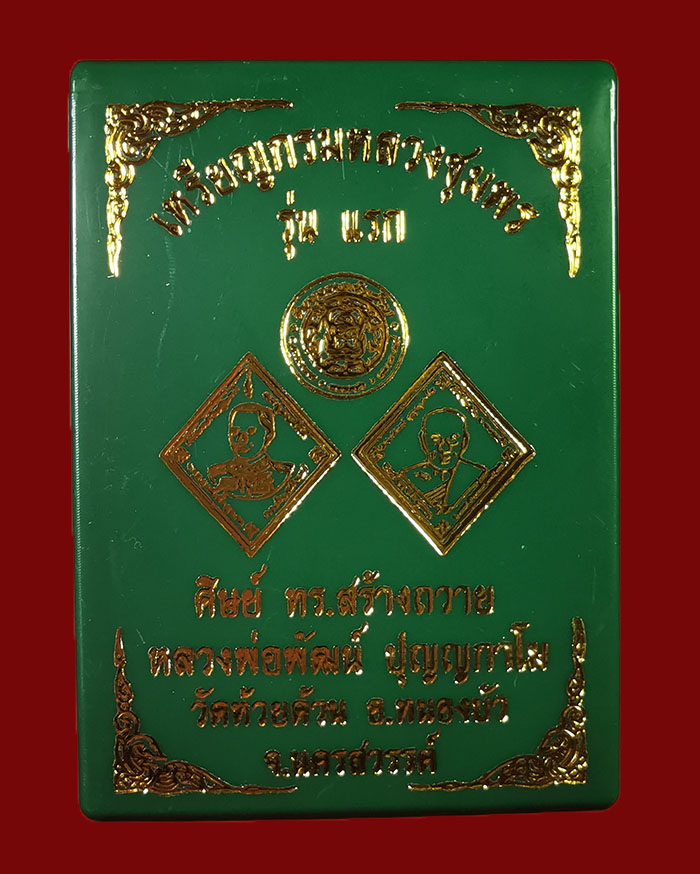 เหรียญกรมหลวงชุมพร
รุ่น แรก
ศิษย์ ทร.สร้างถวาย
หลวงพ่อพัฒน์ ปุญญกาโม
วัดห้วยด้วน อ.หนองบัว
จ.นครสวรรค์